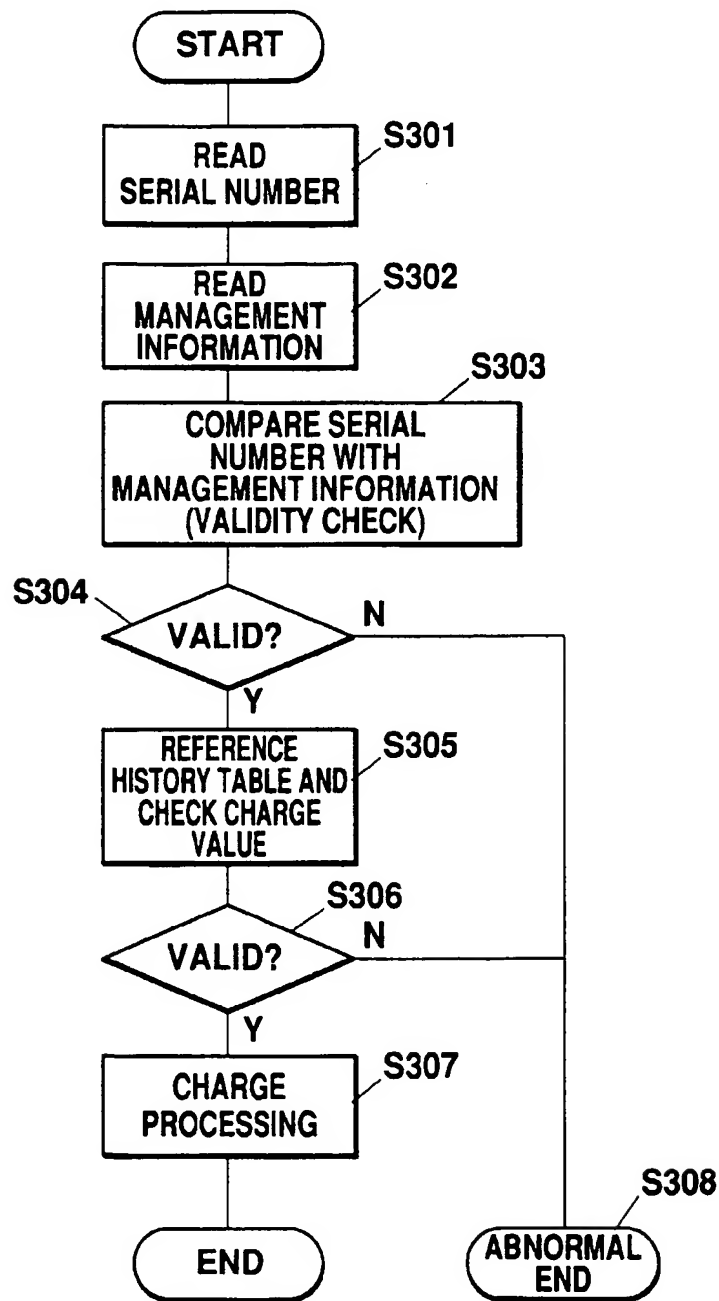 START
S301
READ
SERIAL NUMBER
S302
READ
MANAGEMENT
INFORMATION
S303
COMPARE SERIAL
NUMBER WITH
MANAGEMENT INFORMATION
(VALIDITY CHECK)
S304
VALID?
N
Y
S305
REFERENCE
HISTORY TABLE AND
CHECK CHARGE
VALUE
S306
VALID?
N
Y
S307
CHARGE
PROCESSING
S308
END
ABNORMAL
END